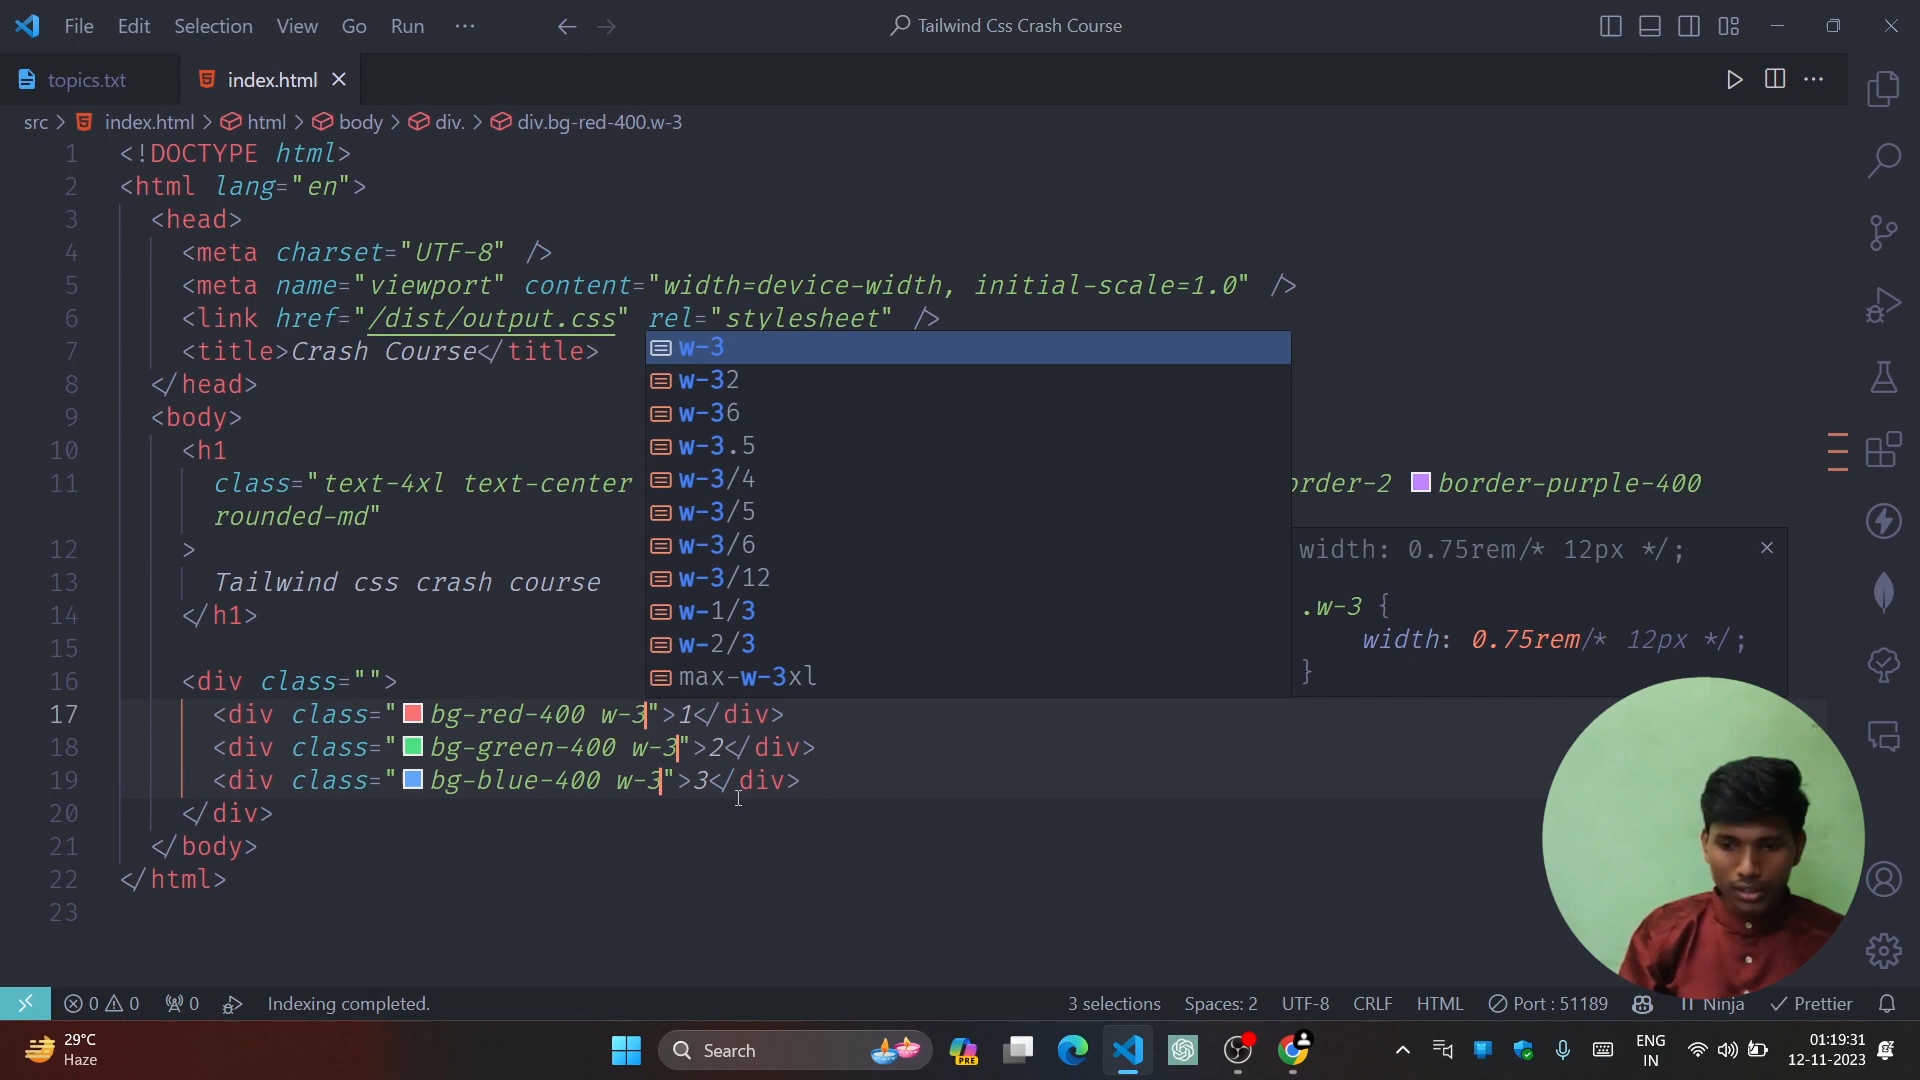 File Edit Selection View Go Run ··· Tailwind Css Crash Course
topics.txt index.html
src > index.html > html > body > div. > div.bg-red-400.w-3
1 <!DOCTYPE html>
2 <html lang="en">
3 <head>
4 <meta charset="UTF-8" />
5 <meta name="viewport" content="width=device-width, initial-scale=1.0" />
6 <link href="/dist/output.css" rel="stylesheet" />
7 <title>Crash Course</title>
8 </head>
9 <body>
10 <h1
11 class="text-4xl text-center order-2 border-purple-400
rounded-md"
12 >
13 Tailwind css crash course
14 </h1>
15
16 <div class="">
17 <div class="bg-red-400 w-3">1</div>
18 <div class="bg-green-400 w-3">2</div>
19 <div class="bg-blue-400 w-3">3</div>
20 </div>
21 </body>
22 </html>
23
w-3
w-32
w-36
w-3.5
w-3/4
w-3/5
w-3/6
w-3/12
w-1/3
w-2/3
max-w-3xl
width: 0.75rem/* 12px */;
.w-3 {
width: 0.75rem/* 12px */;
}
0 0 0 Indexing completed. 3 selections Spaces: 2 UTF-8 CRLF HTML Port : 51189 Ninja Prettier
29°C
Haze
Search
PRE
ENG
IN
01:19:31
12-11-2023